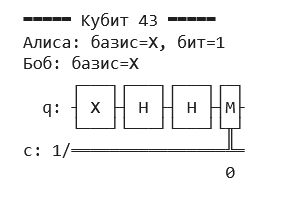 ===== Кубит 43 =====
Алиса: базис=X, бит=1
Боб: базис=X
q: X H H M
c: 1/
0